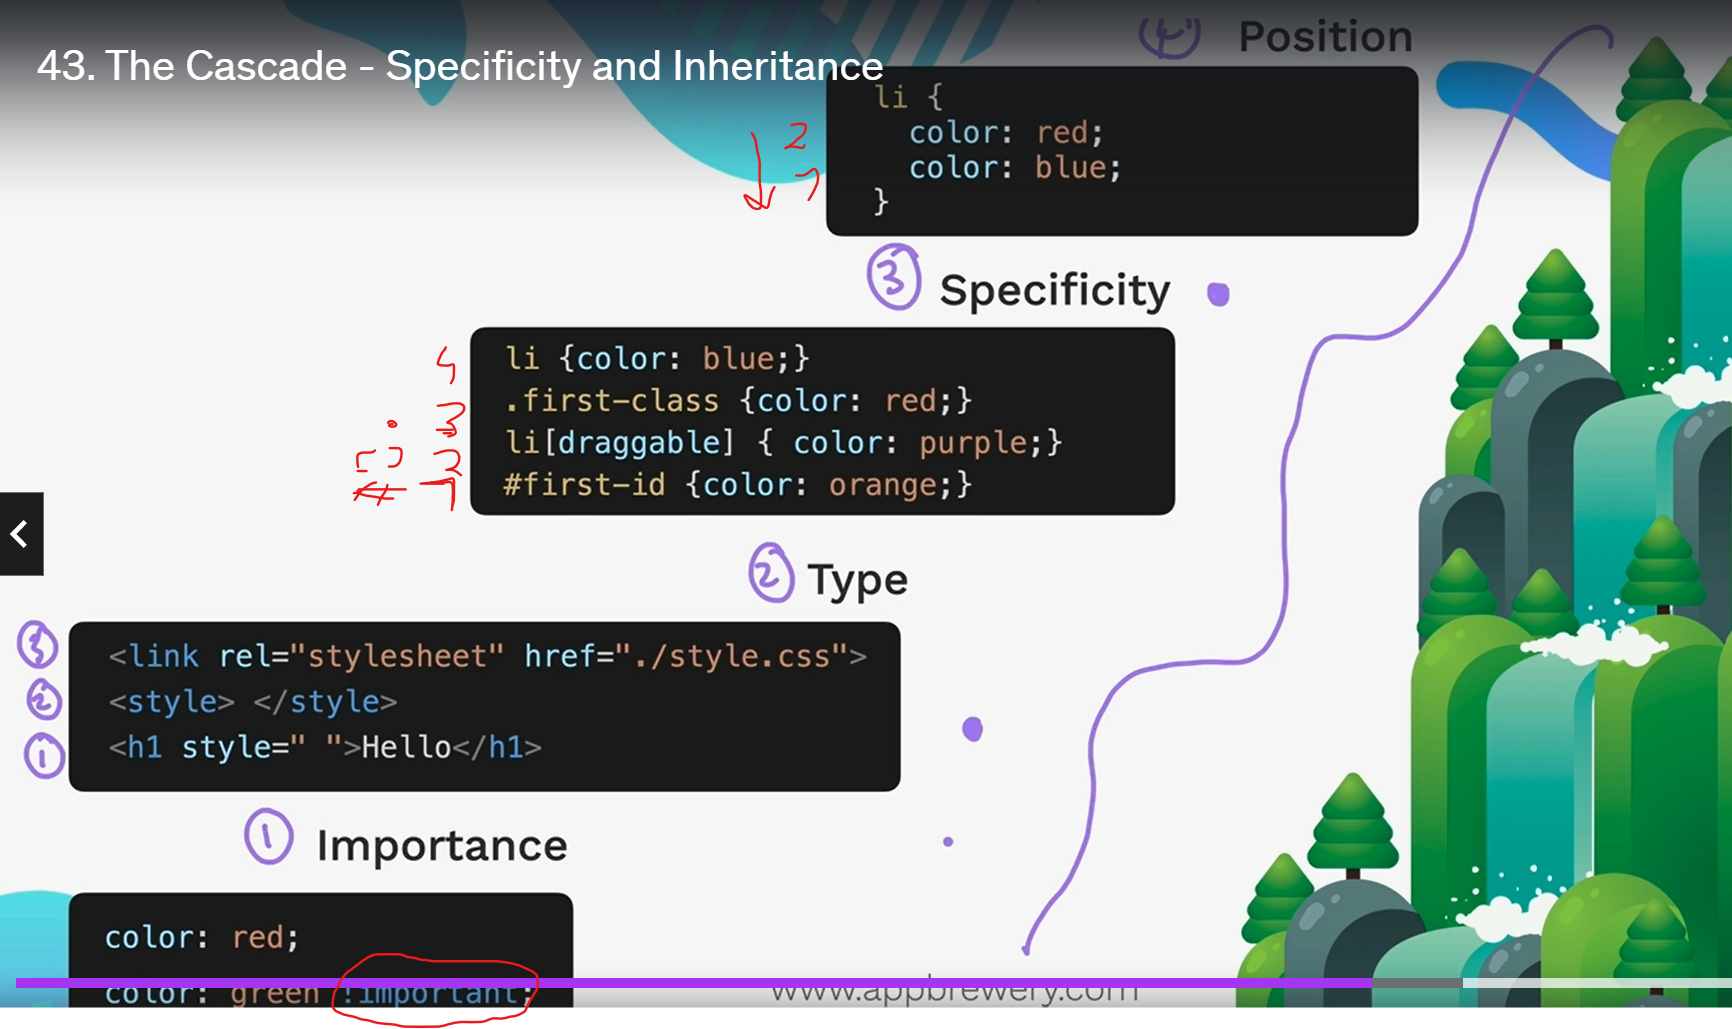 ④ Position
43. The Cascade - Specificity and Inheritance
li {
2 color: red;
1 color: blue;
}
③ Specificity
4 li {color: blue;}
. 3 .first-class {color: red;}
[] 2 li[draggable] { color: purple;}
# 1 #first-id {color: orange;}
② Type
③ <link rel="stylesheet" href="./style.css">
② <style> </style>
① <h1 style=" ">Hello</h1>
① Importance
color: red;
color: green !important;
www.appbrewery.com